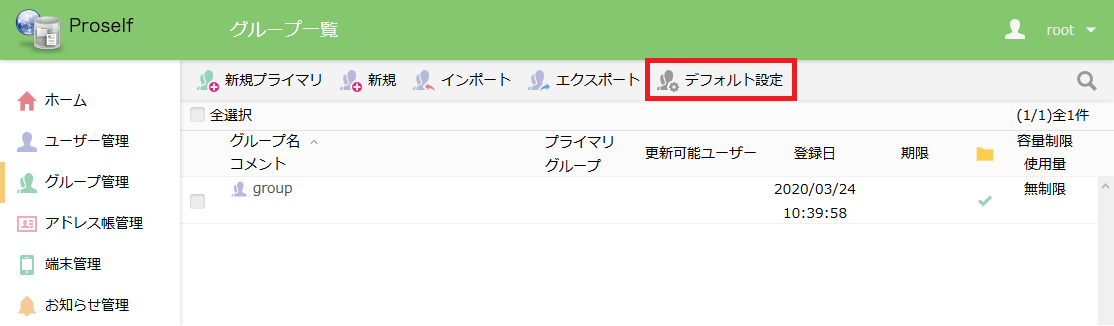 Proself
グループ一覧
root
新規プライマリ
新規
インポート
エクスポート
デフォルト設定
ホーム
ユーザー管理
グループ管理
アドレス帳管理
端末管理
お知らせ管理
全選択
(1/1)全1件
グループ名
コメント
プライマリ
グループ
更新可能ユーザー
登録日
期限
容量制限
使用量
group
2020/03/24
10:39:58
無制限